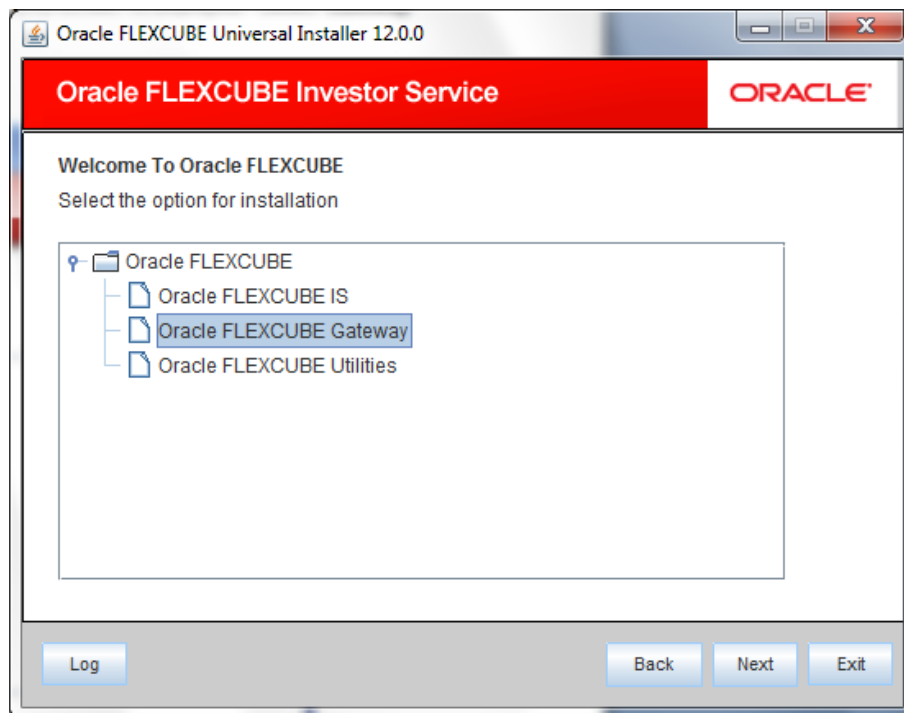 Oracle FLEXCUBE Universal Installer 12.0.0
Oracle FLEXCUBE Investor Service
ORACLE
Welcome To Oracle FLEXCUBE
Select the option for installation
Oracle FLEXCUBE
Oracle FLEXCUBE IS
Oracle FLEXCUBE Gateway
Oracle FLEXCUBE Utilities
Log Back Next Exit